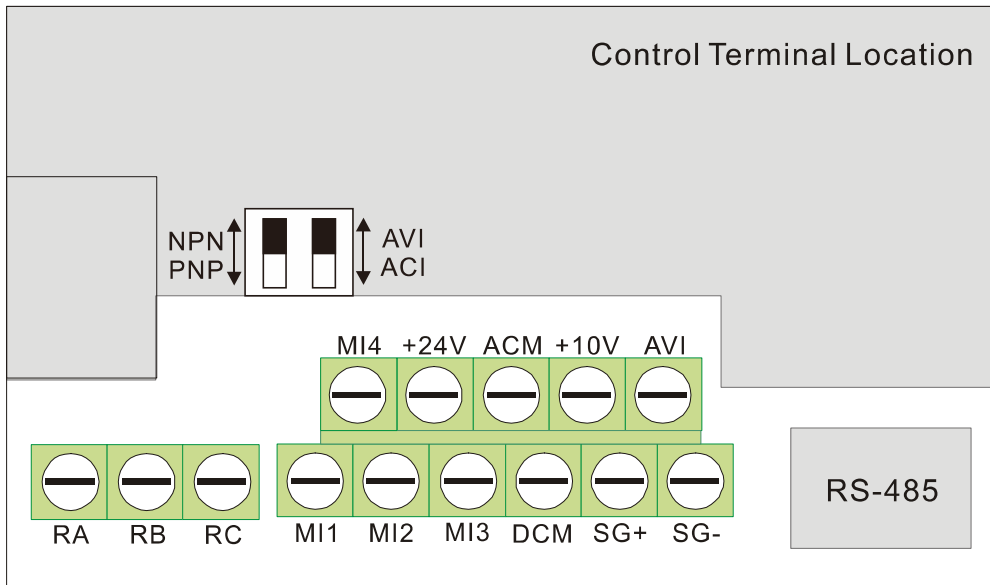 Control Terminal Location
NPN
PNP
AVI
ACI
MI4 +24V ACM +10V AVI
RA RB RC
MI1 MI2 MI3 DCM SG+ SG-
RS-485